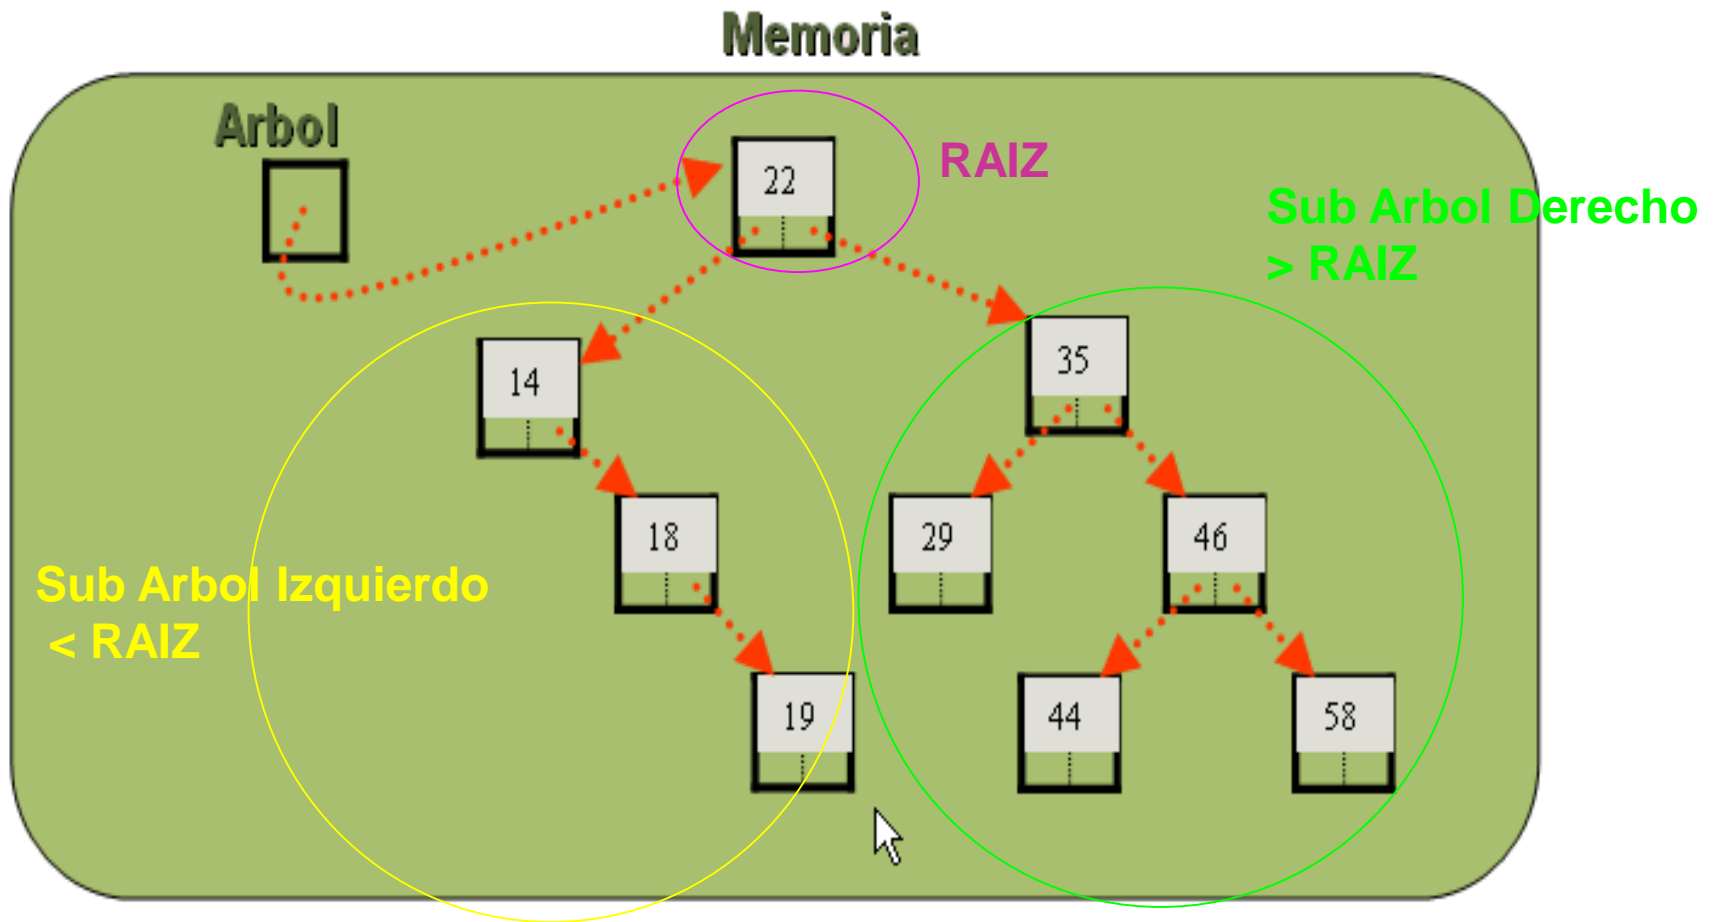 Memoria
Arbol
22
RAIZ
Sub Arbol Derecho
> RAIZ
14
35
18
29
46
Sub Arbol Izquierdo
< RAIZ
19
44
58